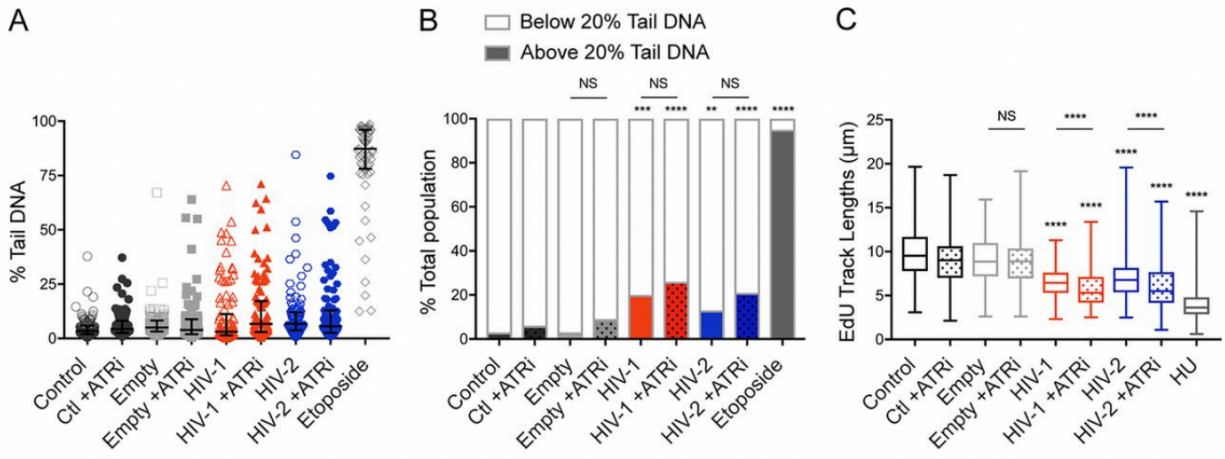 A
% Tail DNA
100
75
50
25
0
Control
Ctl +ATRi
Empty
Empty +ATRi
HIV-1
HIV-1 +ATRi
HIV-2
HIV-2 +ATRi
Etoposide
B
Below 20% Tail DNA
Above 20% Tail DNA
NS NS NS
*** **** ** **** ****
% Total population
100
80
60
40
20
0
Control
Ctl +ATRi
Empty
Empty +ATRi
HIV-1
HIV-1 +ATRi
HIV-2
HIV-2 +ATRi
Etoposide
C
EdU Track Lengths (µm)
25
20
15
10
5
0
NS **** ****
**** **** **** **** ****
Control
Ctl +ATRi
Empty
Empty +ATRi
HIV-1
HIV-1 +ATRi
HIV-2
HIV-2 +ATRi
HU